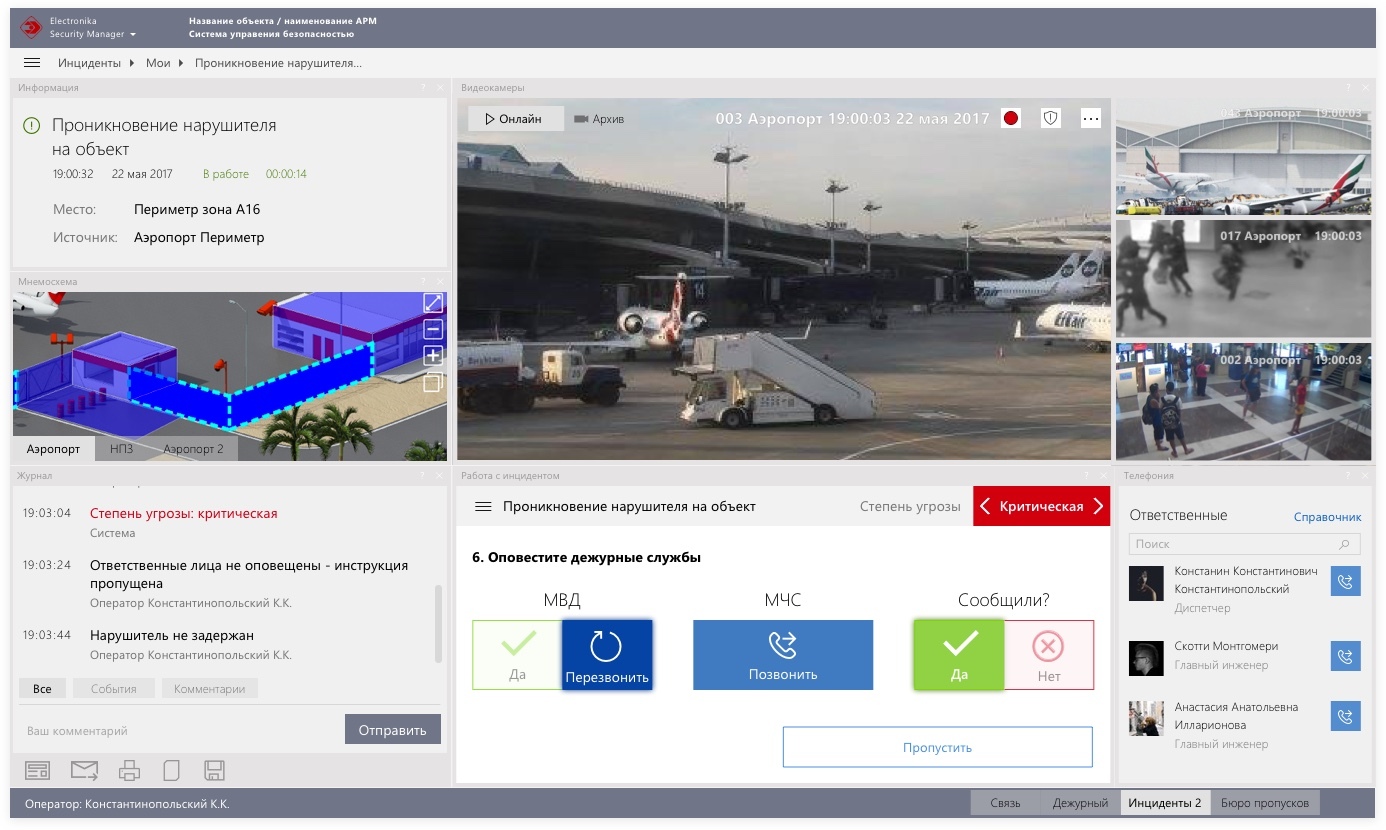 Electronika
Security Manager
Название объекта / наименование АРМ
Система управения безопасностью
Инциденты
Мои
Проникновение нарушителя...
Информация
? ×
Проникновение нарушителя
на объект
19:00:32 22 мая 2017 В работе 00:00:14
Место: Периметр зона А16
Источник: Аэропорт Периметр
Видеокамеры
? ×
Онлайн
Архив
003 Аэропорт 19:00:03 22 мая 2017
...
14
UTair
043 Аэропорт 19:00:03
017 Аэропорт 19:00:03
002 Аэропорт 19:00:03
Мнемосхема
? ×
Аэропорт
НПЗ
Аэропорт 2
Журнал
? ×
19:03:04 Степень угрозы: критическая
Система
19:03:24 Ответственные лица не оповещены - инструкция
пропущена
Оператор Константинопольский К.К.
19:03:44 Нарушитель не задержан
Оператор Константинопольский К.К.
Все
События
Комментарии
Ваш комментарий
Отправить
Работа с инцидентом
? ×
Проникновение нарушителя на объект
Степень угрозы
Критическая
6. Оповестите дежурные службы
МВД
МЧС
Сообщили?
Да
Перезвонить
Позвонить
Да
Нет
Пропустить
Телефония
? ×
Ответственные
Справочник
Поиск
Констанин Константинович
Константинопольский
Диспетчер
Скотти Монтгомери
Главный инженер
Анастасия Анатольевна
Илларионова
Главный инженер
Оператор: Константинопольский К.К.
Связь
Дежурный
Инциденты 2
Бюро пропусков